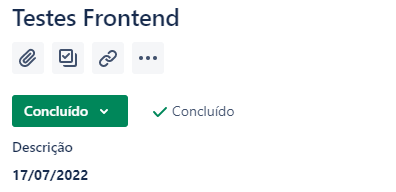 Testes Frontend
Concluído Concluído
Descrição
17/07/2022